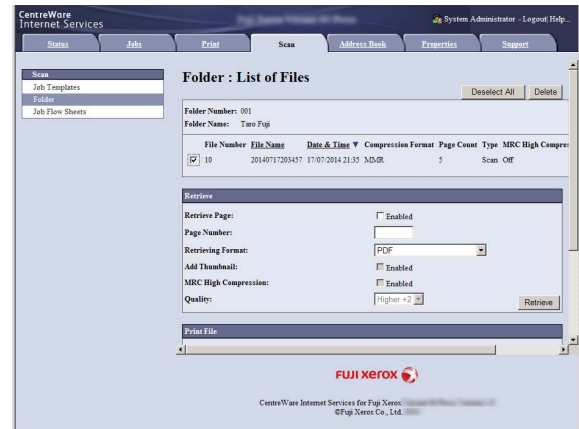 CentreWare
Internet Services
System Administrator - Logout| Help...
Status Jobs Print Scan Address Book Properties Support
Scan
Job Templates
Folder
Job Flow Sheets
Folder : List of Files
Deselect All Delete
Folder Number: 001
Folder Name: Taro Fuji
File Number File Name Date & Time Compression Format Page Count Type MRC High Compres
10 20140717203457 17/07/2014 21:35 MMR 5 Scan Off
Retrieve
Retrieve Page: Enabled
Page Number:
Retrieving Format: PDF
Add Thumbnail: Enabled
MRC High Compression: Enabled
Quality: Higher +2
Retrieve
Print File
FUJI xerox
CentreWare Internet Services for Fuji Xerox
©Fuji Xerox Co., Ltd.